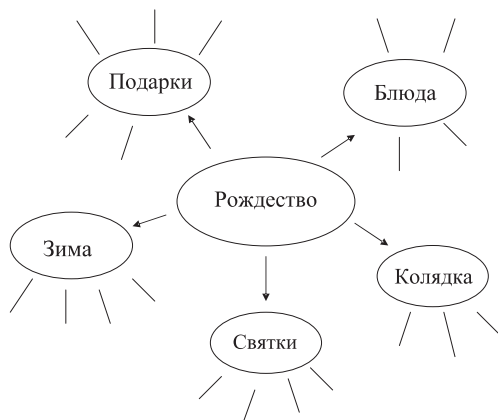 Подарки
Блюда
Рождество
Зима
Колядка
Святки